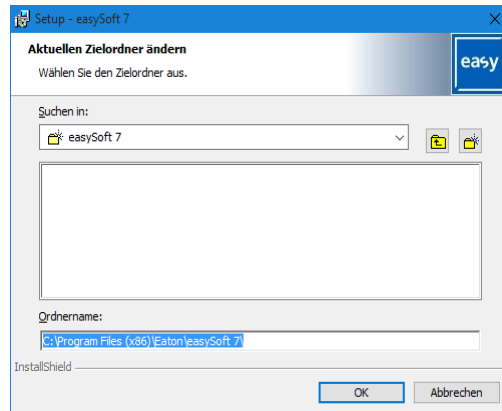 Setup - easySoft 7
Aktuellen Zielordner ändern
Wählen Sie den Zielordner aus.
easy
Suchen in:
easySoft 7
Ordnername:
C:\Program Files (x86)\Eaton\easySoft 7\
InstallShield
OK Abbrechen